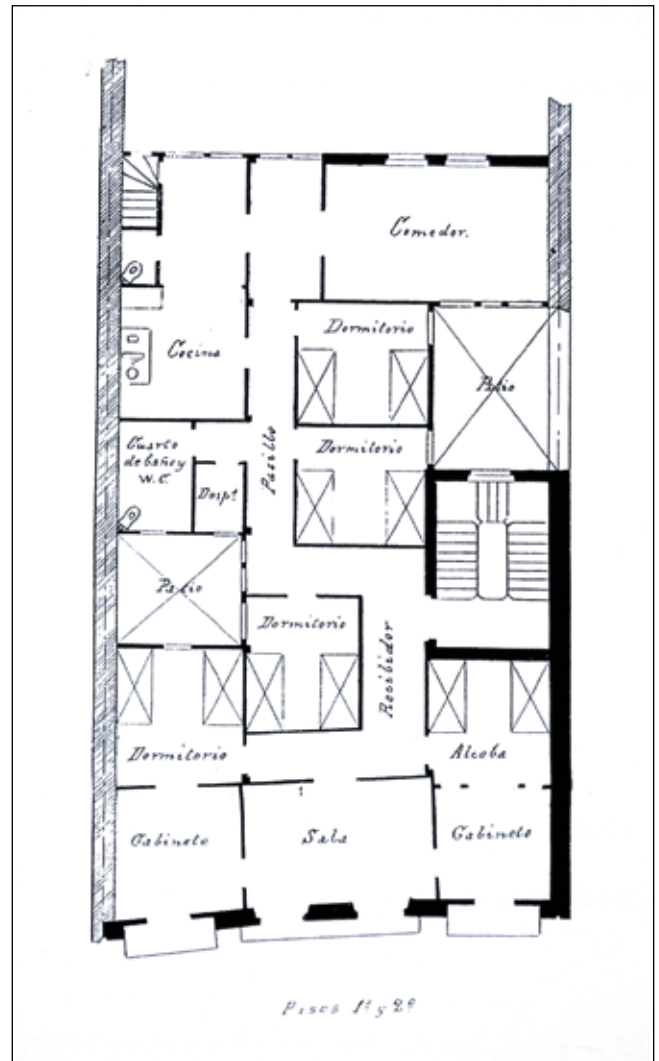 Comedor.
Dormitorio
Patio
Cocina
Dormitorio
Pasillo
Cuarto
de baño y
W.C.
Desp.ª
Patio
Dormitorio
Recibidor
Dormitorio
Alcoba
Gabinete
Sala
Gabinete
Pisos 1º y 2º